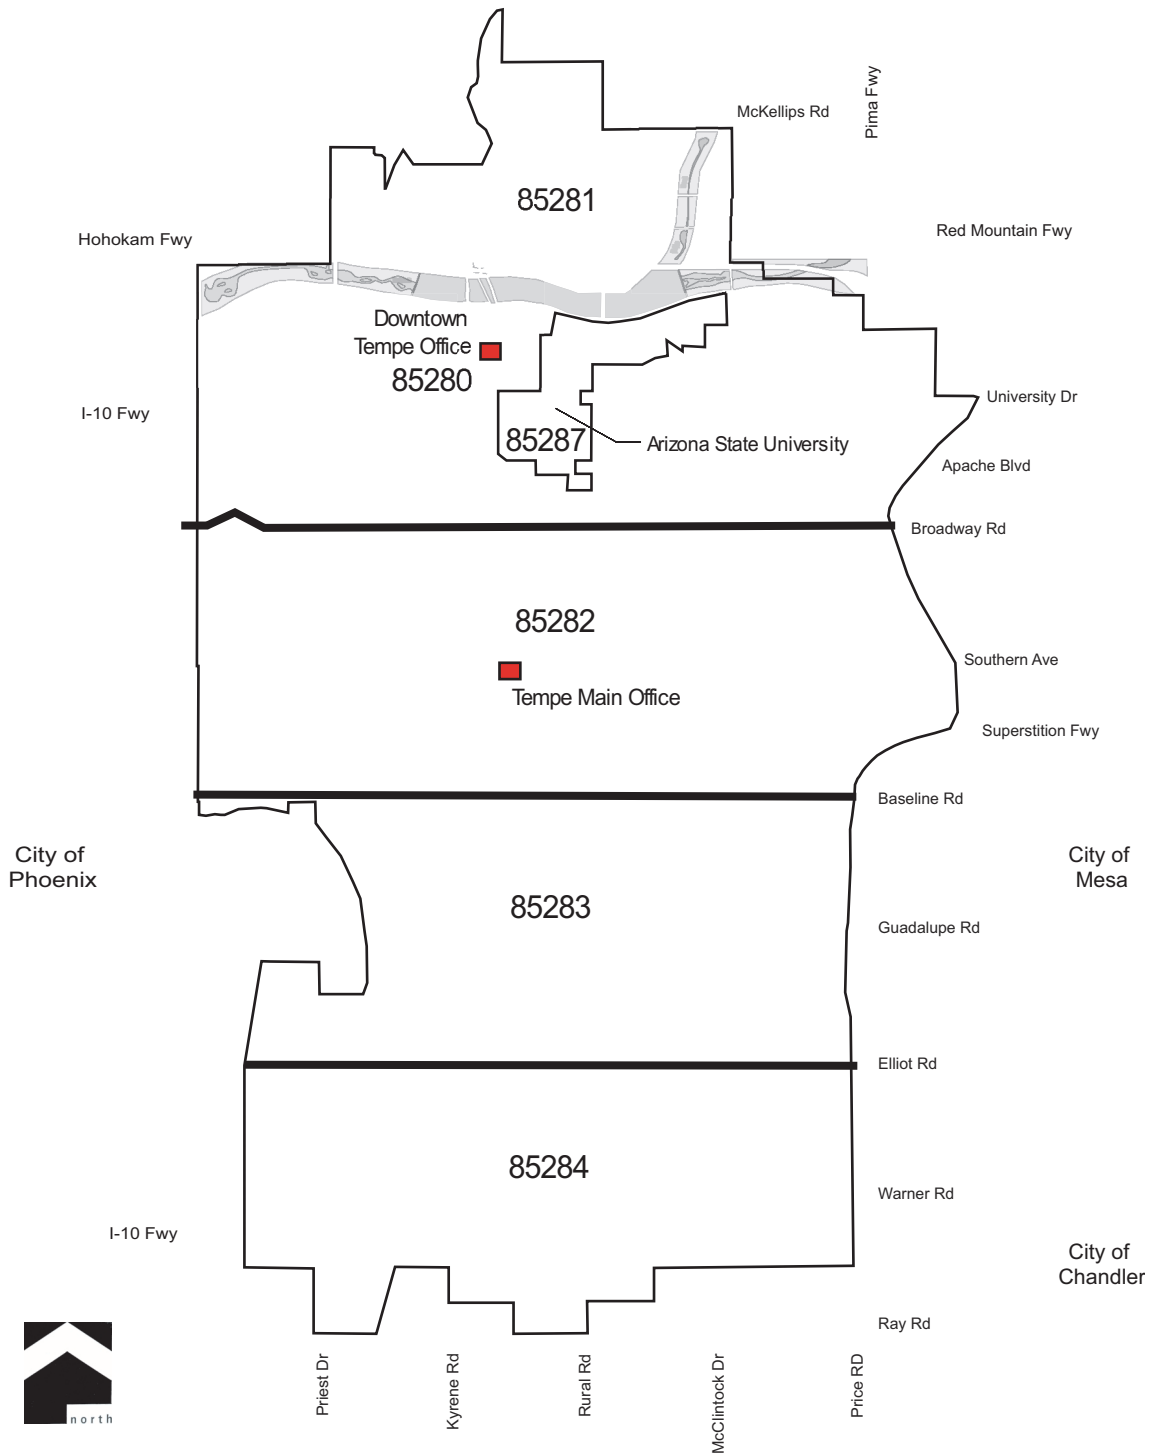 McKellips Rd
Pima Fwy
85281
Hohokam Fwy
Red Mountain Fwy
Downtown
Tempe Office
85280
I-10 Fwy
University Dr
85287
Arizona State University
Apache Blvd
Broadway Rd
85282
Southern Ave
Tempe Main Office
Superstition Fwy
Baseline Rd
City of
Phoenix
City of
Mesa
85283
Guadalupe Rd
Elliot Rd
85284
Warner Rd
I-10 Fwy
City of
Chandler
Ray Rd
Priest Dr
Kyrene Rd
Rural Rd
McClintock Dr
Price RD
north